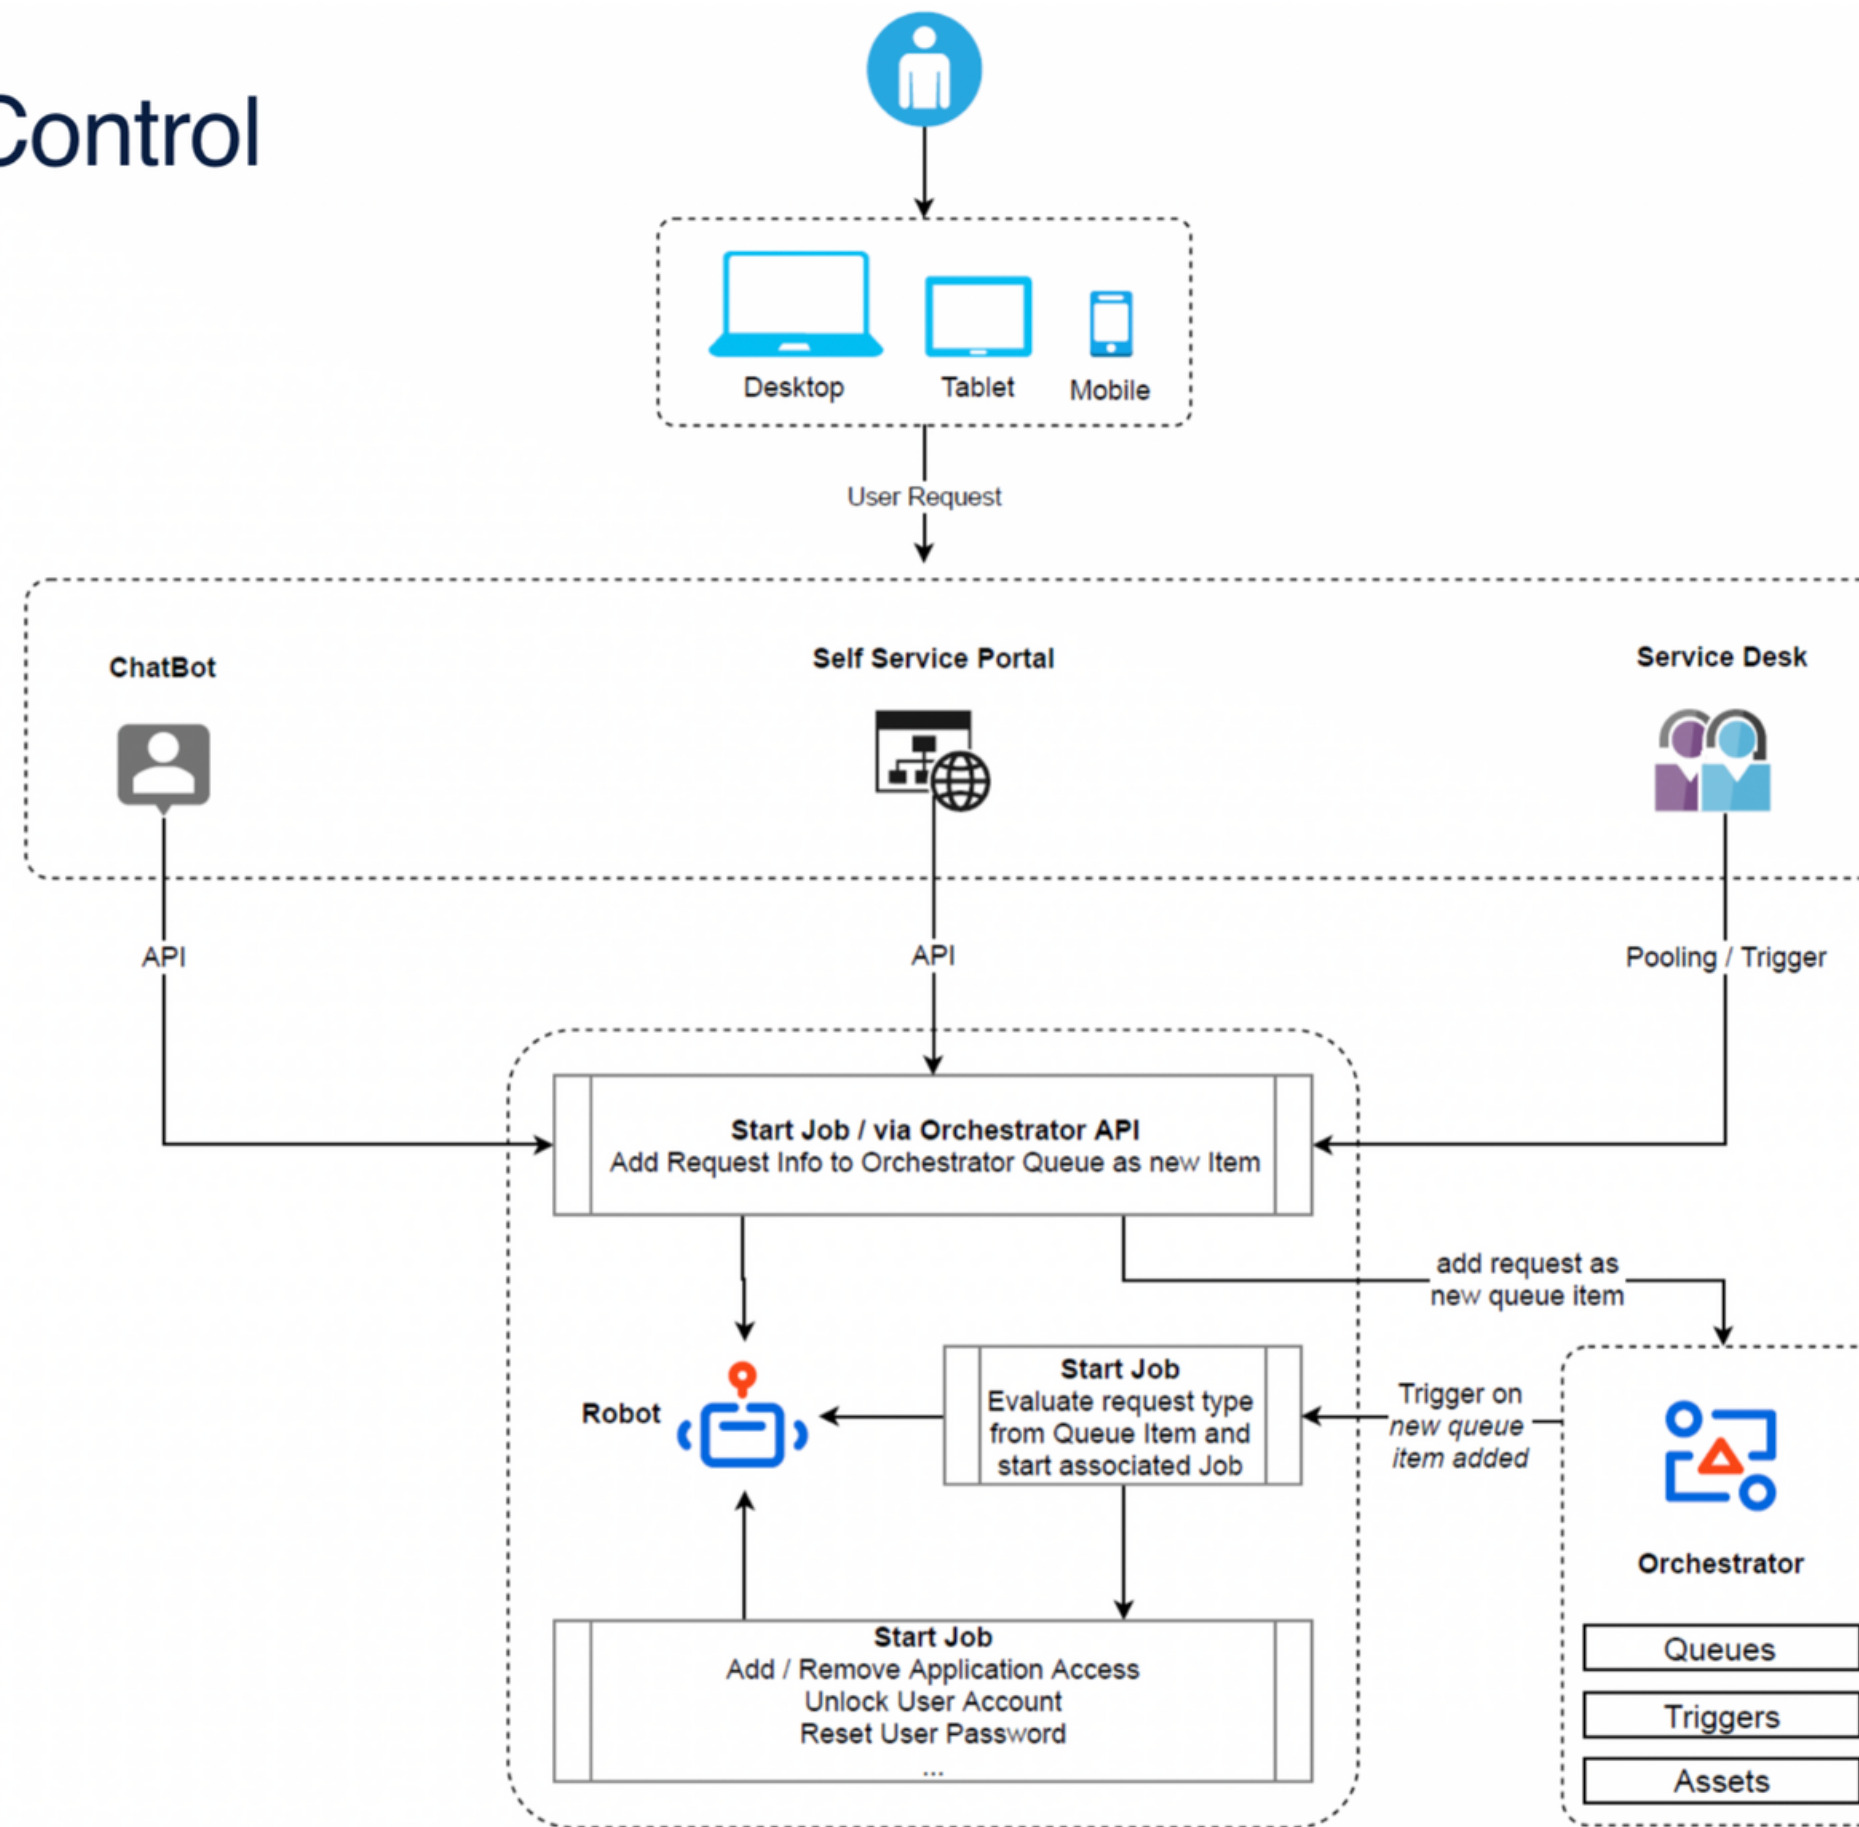 Control
Desktop
Tablet
Mobile
User Request
ChatBot
Self Service Portal
Service Desk
API
API
Pooling / Trigger
Start Job / via Orchestrator API
Add Request Info to Orchestrator Queue as new Item
add request as
new queue item
Robot
Start Job
Evaluate request type
from Queue Item and
start associated Job
Trigger on
new queue
item added
Orchestrator
Start Job
Add / Remove Application Access
Unlock User Account
Reset User Password
...
Queues
Triggers
Assets